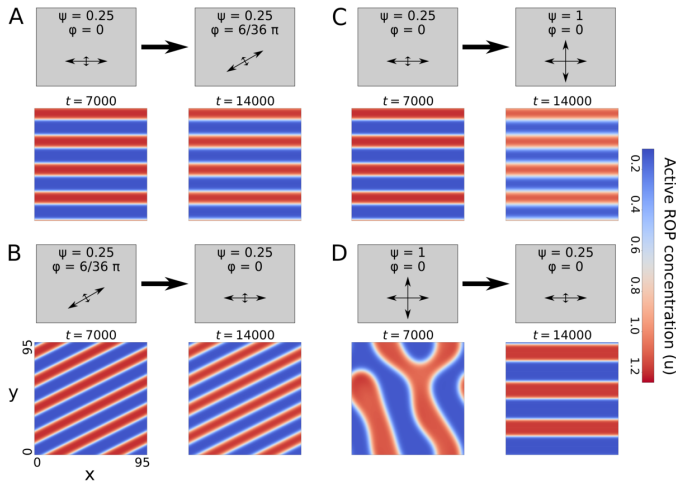 A
ψ = 0.25
φ = 0
ψ = 0.25
φ = 6/36 π
t = 7000
t = 14000
C
ψ = 0.25
φ = 0
ψ = 1
φ = 0
t = 7000
t = 14000
B
ψ = 0.25
φ = 6/36 π
ψ = 0.25
φ = 0
t = 7000
t = 14000
95
y
0
0
95
x
D
ψ = 1
φ = 0
ψ = 0.25
φ = 0
t = 7000
t = 14000
0.2
0.4
0.6
0.8
1.0
1.2
Active ROP concentration (u)